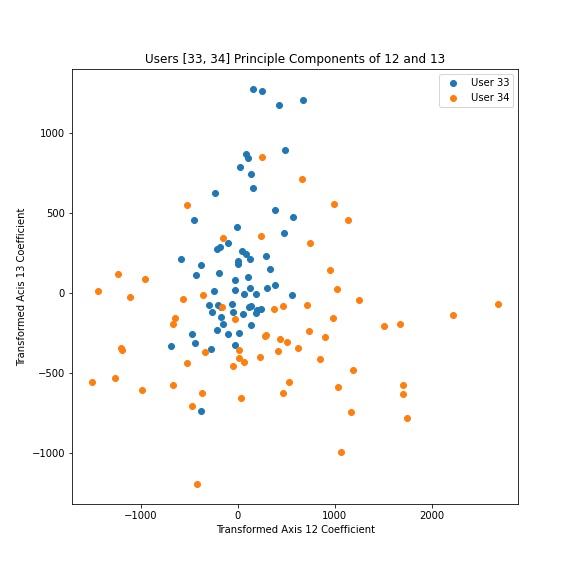 Users [33, 34] Principle Components of 12 and 13
User 33
User 34
1000
500
0
−500
−1000
Transformed Acis 13 Coefficient
−1000
0
1000
2000
Transformed Axis 12 Coefficient